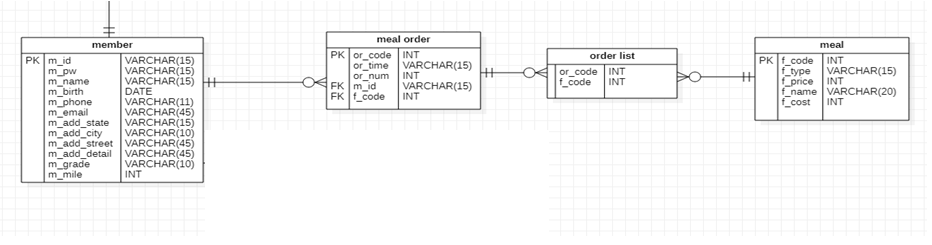 member
PK m_id VARCHAR(15)
m_pw VARCHAR(15)
m_name VARCHAR(15)
m_birth DATE
m_phone VARCHAR(11)
m_email VARCHAR(45)
m_add_state VARCHAR(15)
m_add_city VARCHAR(10)
m_add_street VARCHAR(45)
m_add_detail VARCHAR(45)
m_grade VARCHAR(10)
m_mile INT
meal order
PK or_code INT
or_time VARCHAR(15)
or_num INT
FK m_id VARCHAR(15)
FK f_code INT
order list
or_code INT
f_code INT
meal
PK f_code INT
f_type VARCHAR(15)
f_price INT
f_name VARCHAR(20)
f_cost INT